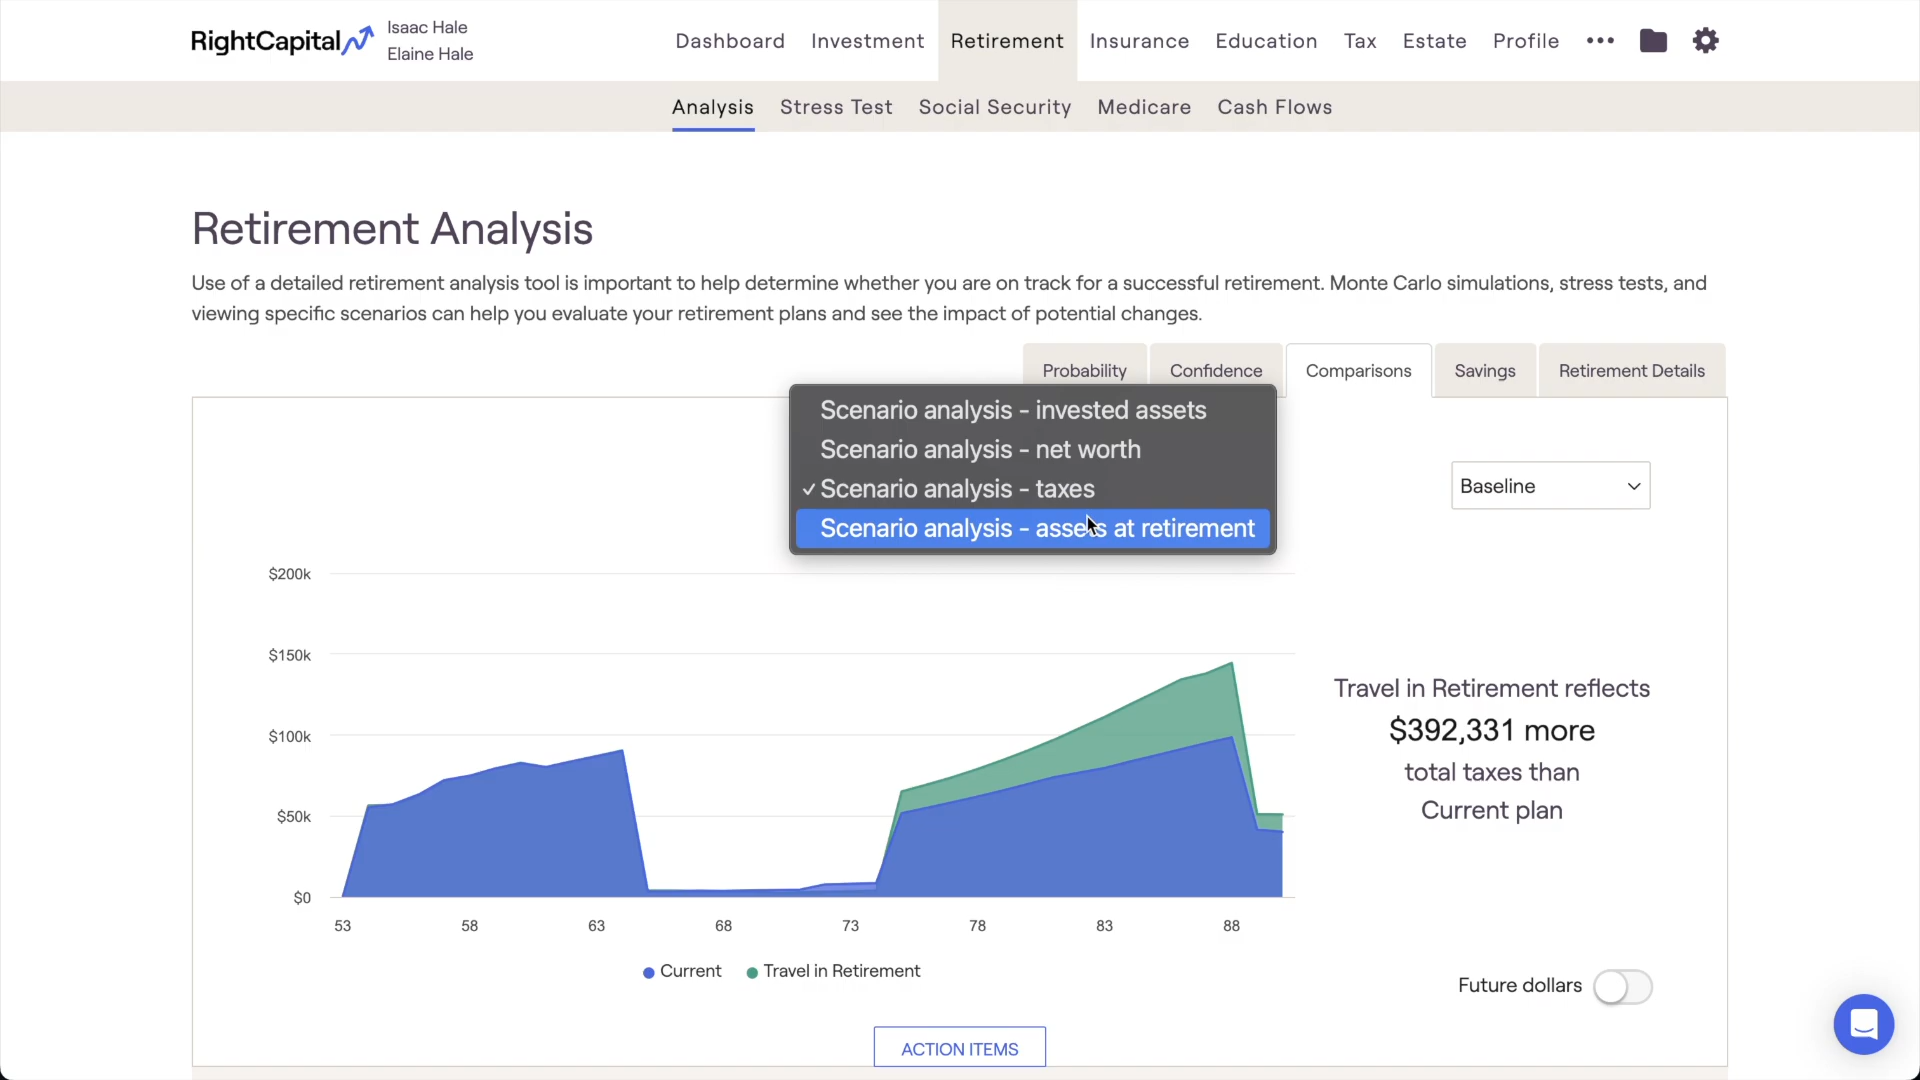 RightCapital
Isaac Hale
Elaine Hale
Dashboard Investment Retirement Insurance Education Tax Estate Profile
Analysis Stress Test Social Security Medicare Cash Flows
Retirement Analysis
Use of a detailed retirement analysis tool is important to help determine whether you are on track for a successful retirement. Monte Carlo simulations, stress tests, and
viewing specific scenarios can help you evaluate your retirement plans and see the impact of potential changes.
Probability Confidence Comparisons Savings Retirement Details
Scenario analysis - invested assets
Scenario analysis - net worth
✓ Scenario analysis - taxes
Scenario analysis - assets at retirement
Baseline
$200k
$150k
$100k
$50k
$0
53 58 63 68 73 78 83 88
Current Travel in Retirement
Travel in Retirement reflects
$392,331 more
total taxes than
Current plan
Future dollars
ACTION ITEMS